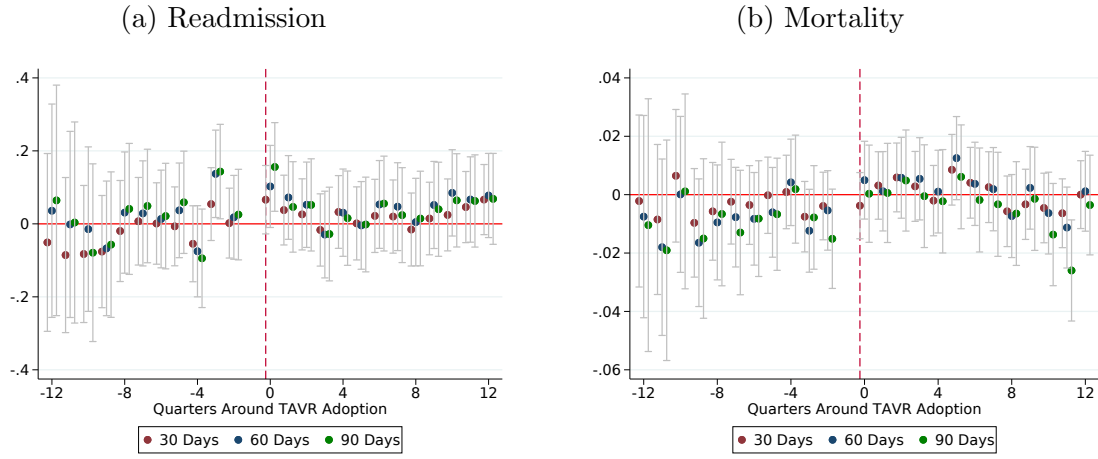 (a) Readmission
.4
.2
0
-.2
-.4
-12
-8
-4
0
4
8
12
Quarters Around TAVR Adoption
30 Days
60 Days
90 Days
(b) Mortality
.04
.02
0
-.02
-.04
-.06
-12
-8
-4
0
4
8
12
Quarters Around TAVR Adoption
30 Days
60 Days
90 Days